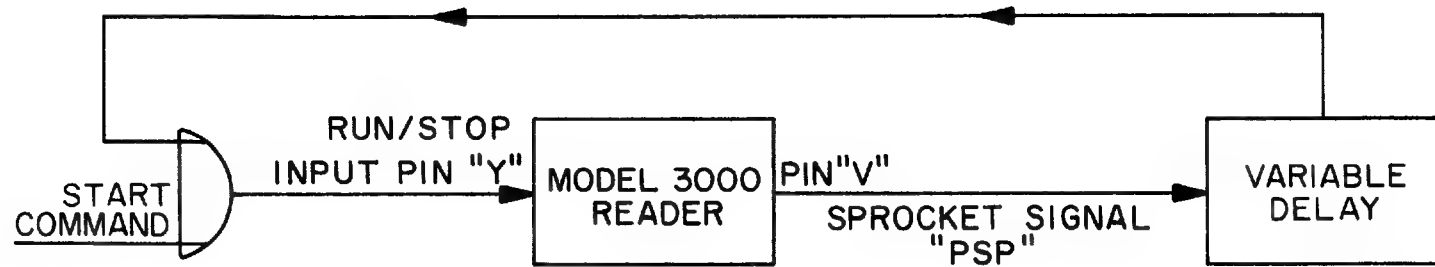 START
COMMAND
RUN/STOP
INPUT PIN "Y"
MODEL 3000
READER
PIN"V"
SPROCKET SIGNAL
"PSP"
VARIABLE
DELAY